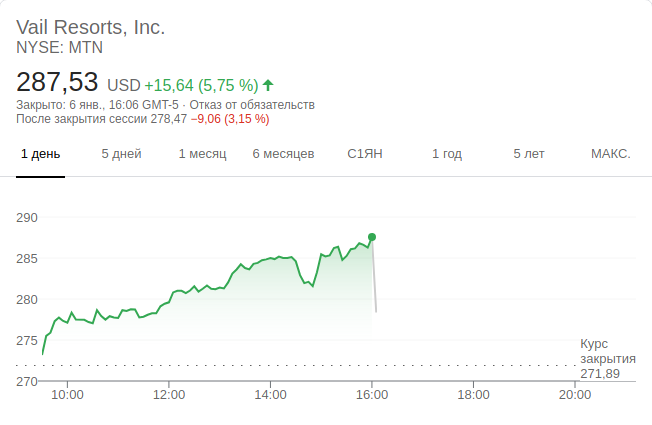 Vail Resorts, Inc.
NYSE: MTN
287,53 USD +15,64 (5,75 %)
Закрыто: 6 янв., 16:06 GMT-5 · Отказ от обязательств
После закрытия сессии 278,47 −9,06 (3,15 %)
1 день 5 дней 1 месяц 6 месяцев С1ЯН 1 год 5 лет МАКС.
290
285
280
275
Курс
закрытия
271,89
270
10:00 12:00 14:00 16:00 18:00 20:00